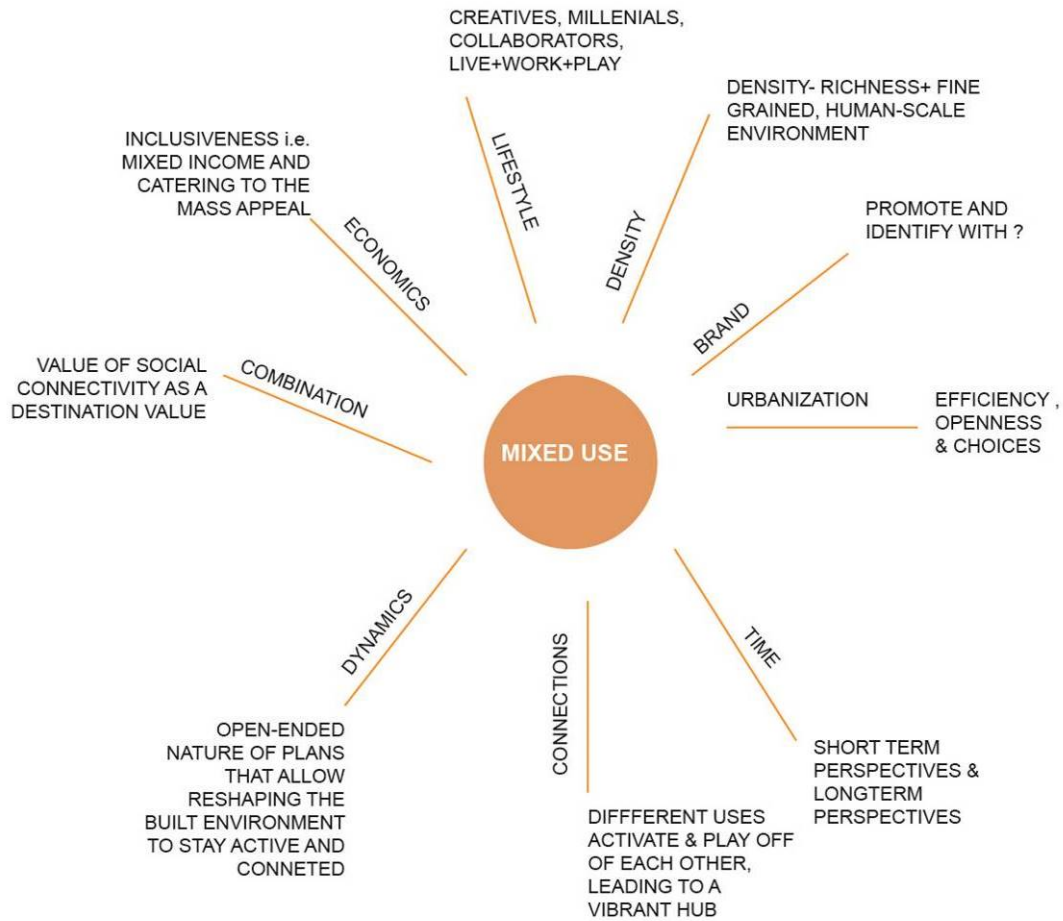 CREATIVES, MILLENIALS,
COLLABORATORS,
LIVE+WORK+PLAY
LIFESTYLE
DENSITY- RICHNESS+ FINE
GRAINED, HUMAN-SCALE
ENVIRONMENT
DENSITY
PROMOTE AND
IDENTIFY WITH ?
BRAND
URBANIZATION
EFFICIENCY ,
OPENNESS
& CHOICES
TIME
SHORT TERM
PERSPECTIVES &
LONGTERM
PERSPECTIVES
CONNECTIONS
DIFFFERENT USES
ACTIVATE & PLAY OFF
OF EACH OTHER,
LEADING TO A
VIBRANT HUB
DYNAMICS
OPEN-ENDED
NATURE OF PLANS
THAT ALLOW
RESHAPING THE
BUILT ENVIRONMENT
TO STAY ACTIVE AND
CONNETED
COMBINATION
VALUE OF SOCIAL
CONNECTIVITY AS A
DESTINATION VALUE
ECONOMICS
INCLUSIVENESS i.e.
MIXED INCOME AND
CATERING TO THE
MASS APPEAL
MIXED USE